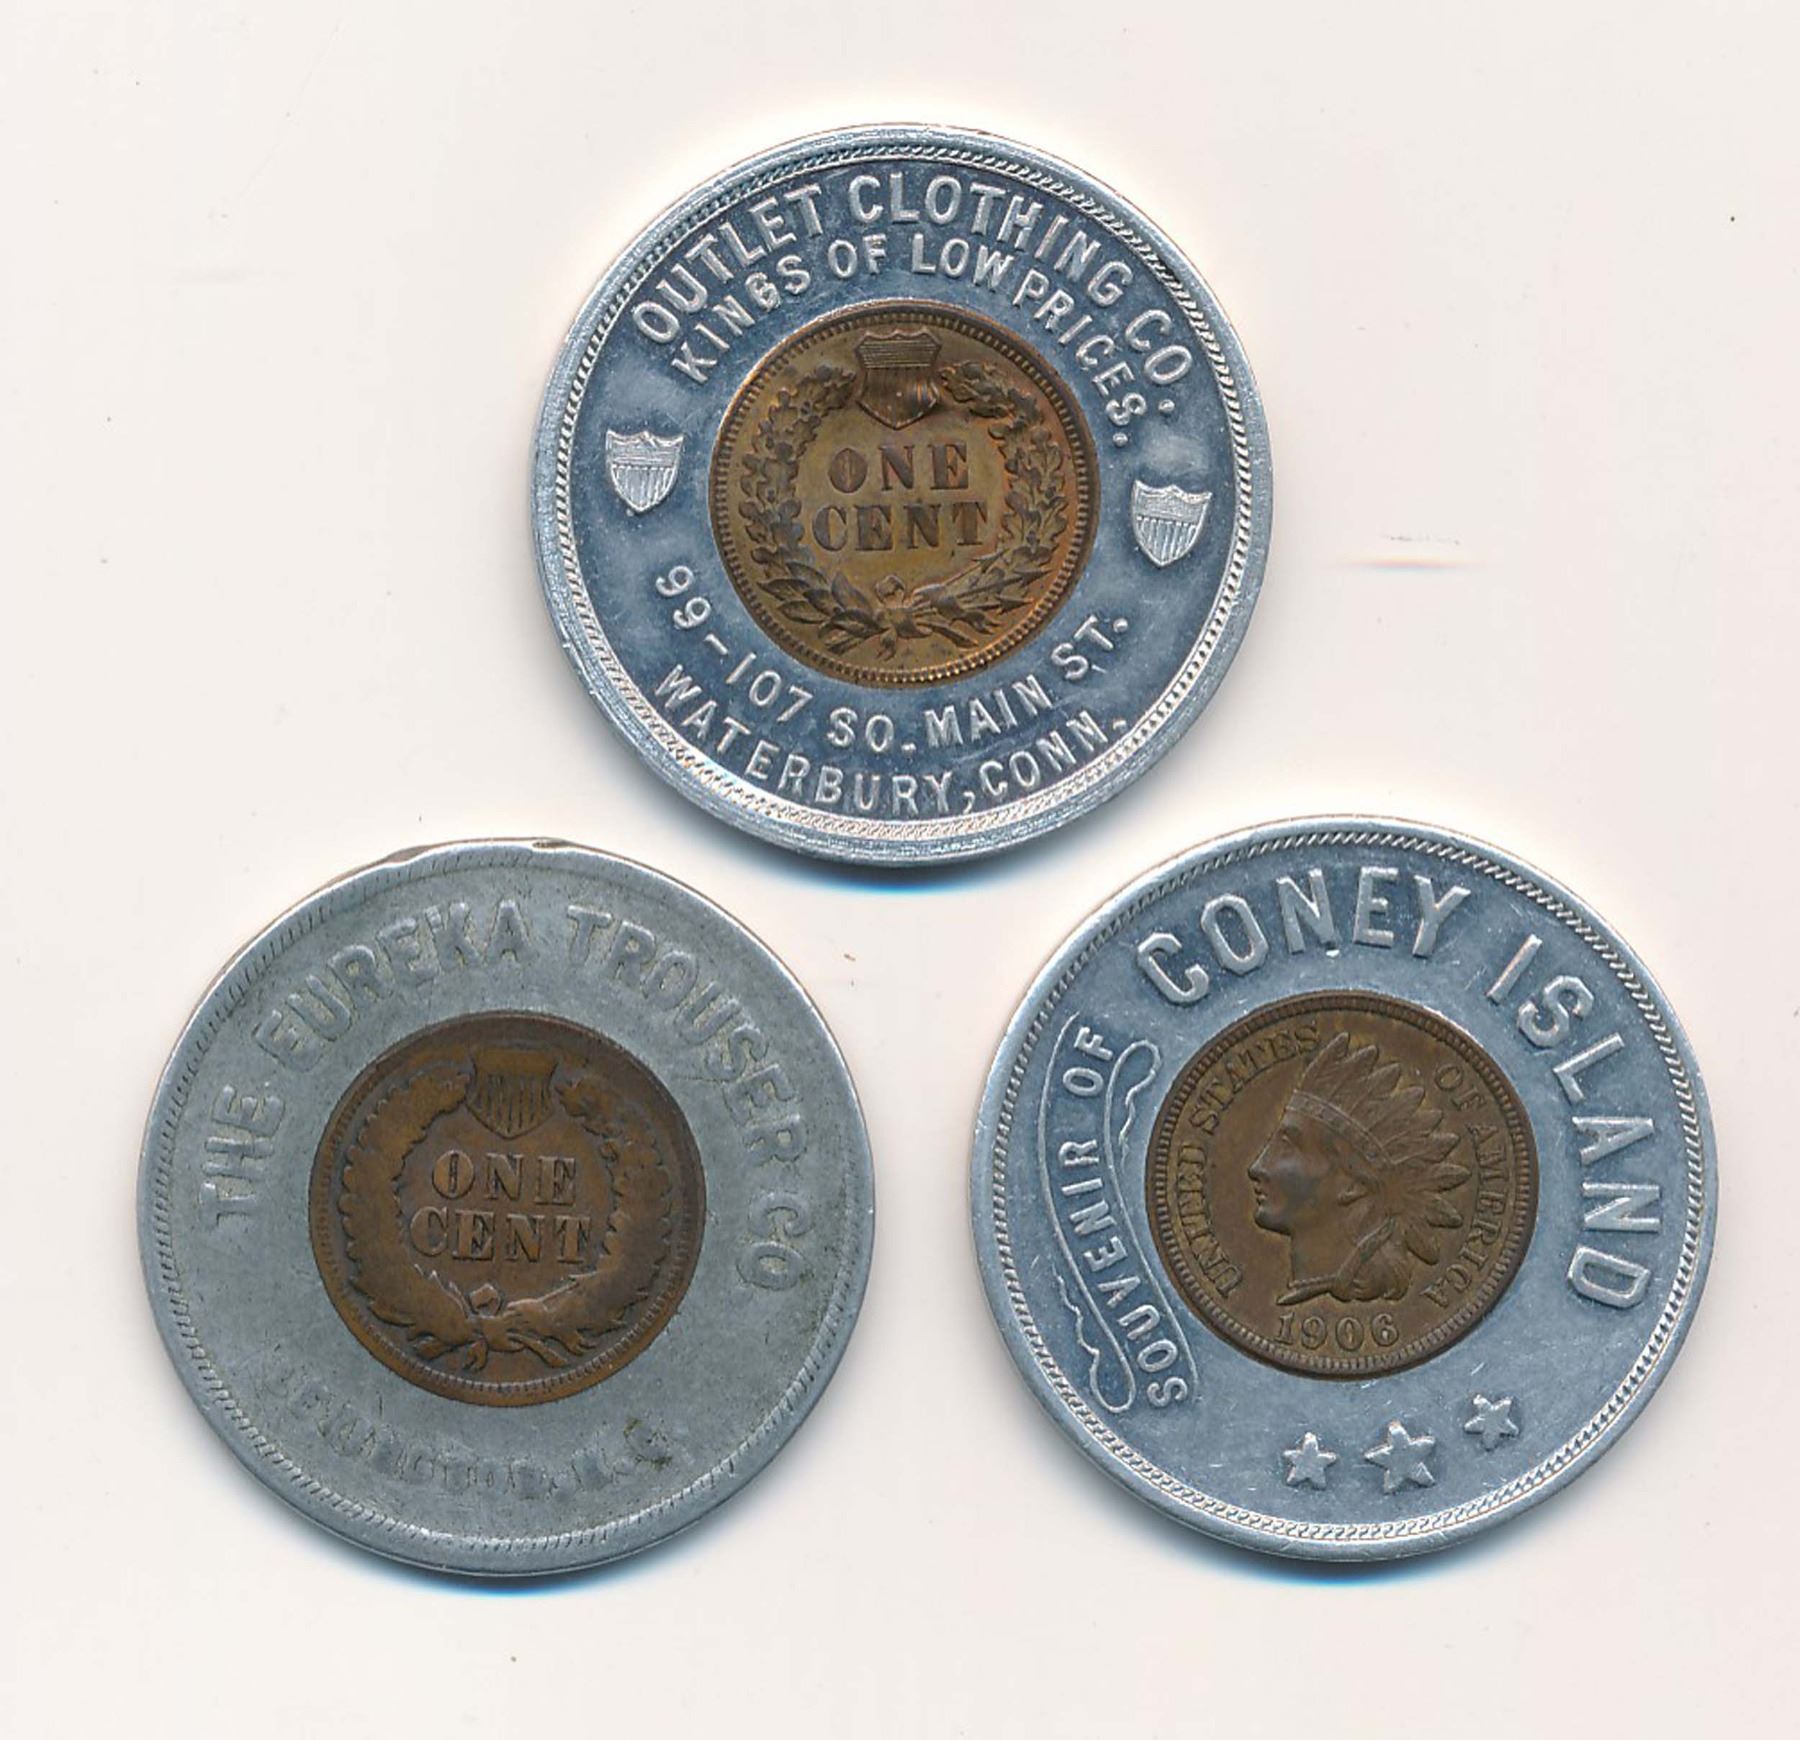 OUTLET CLOTHING CO.
KINGS OF LOW PRICES.
ONE
CENT
99-107 SO. MAIN ST.
WATERBURY, CONN.
THE EUREKA TROUSER CO
ONE
CENT
SOUVENIR OF
CONEY ISLAND
UNITED STATES OF AMERICA
1906